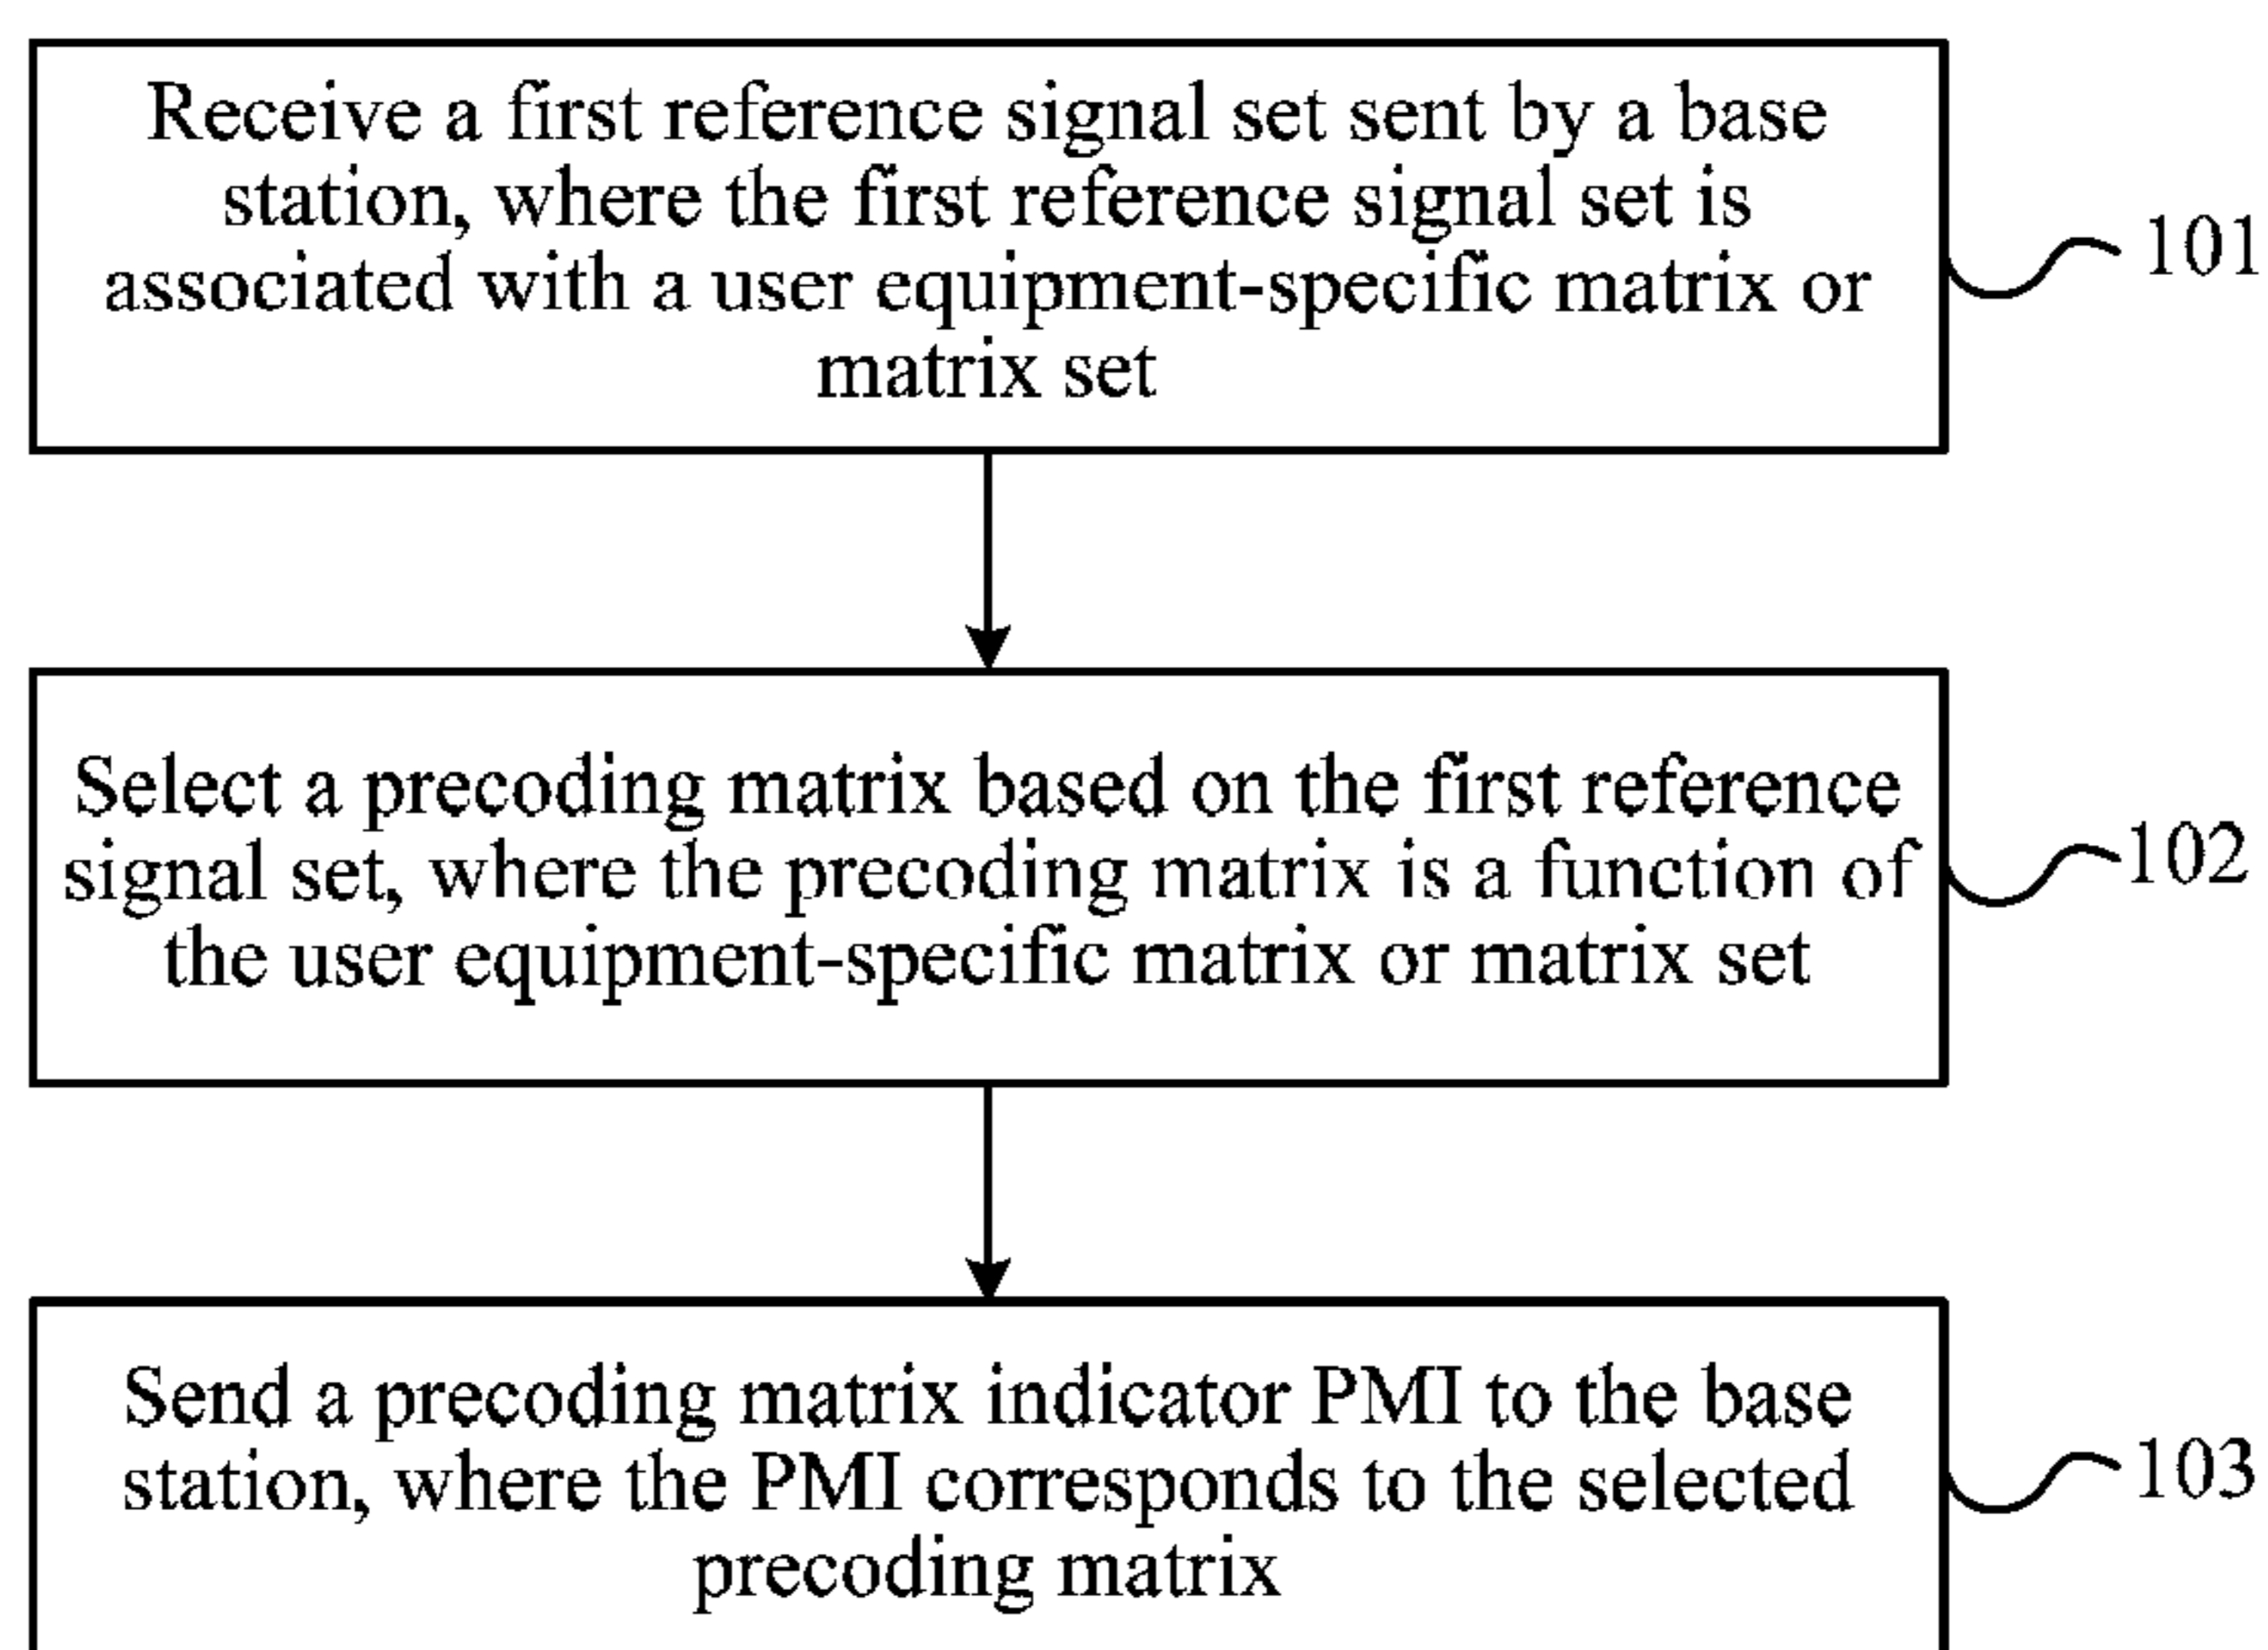 Receive a first reference signal set sent by a base
station, where the first reference signal set is
associated with a user equipment-specific matrix or
matrix set
101
Select a precoding matrix based on the first reference
signal set, where the precoding matrix is a function of
the user equipment-specific matrix or matrix set
102
Send a precoding matrix indicator PMI to the base
station, where the PMI corresponds to the selected
precoding matrix
103